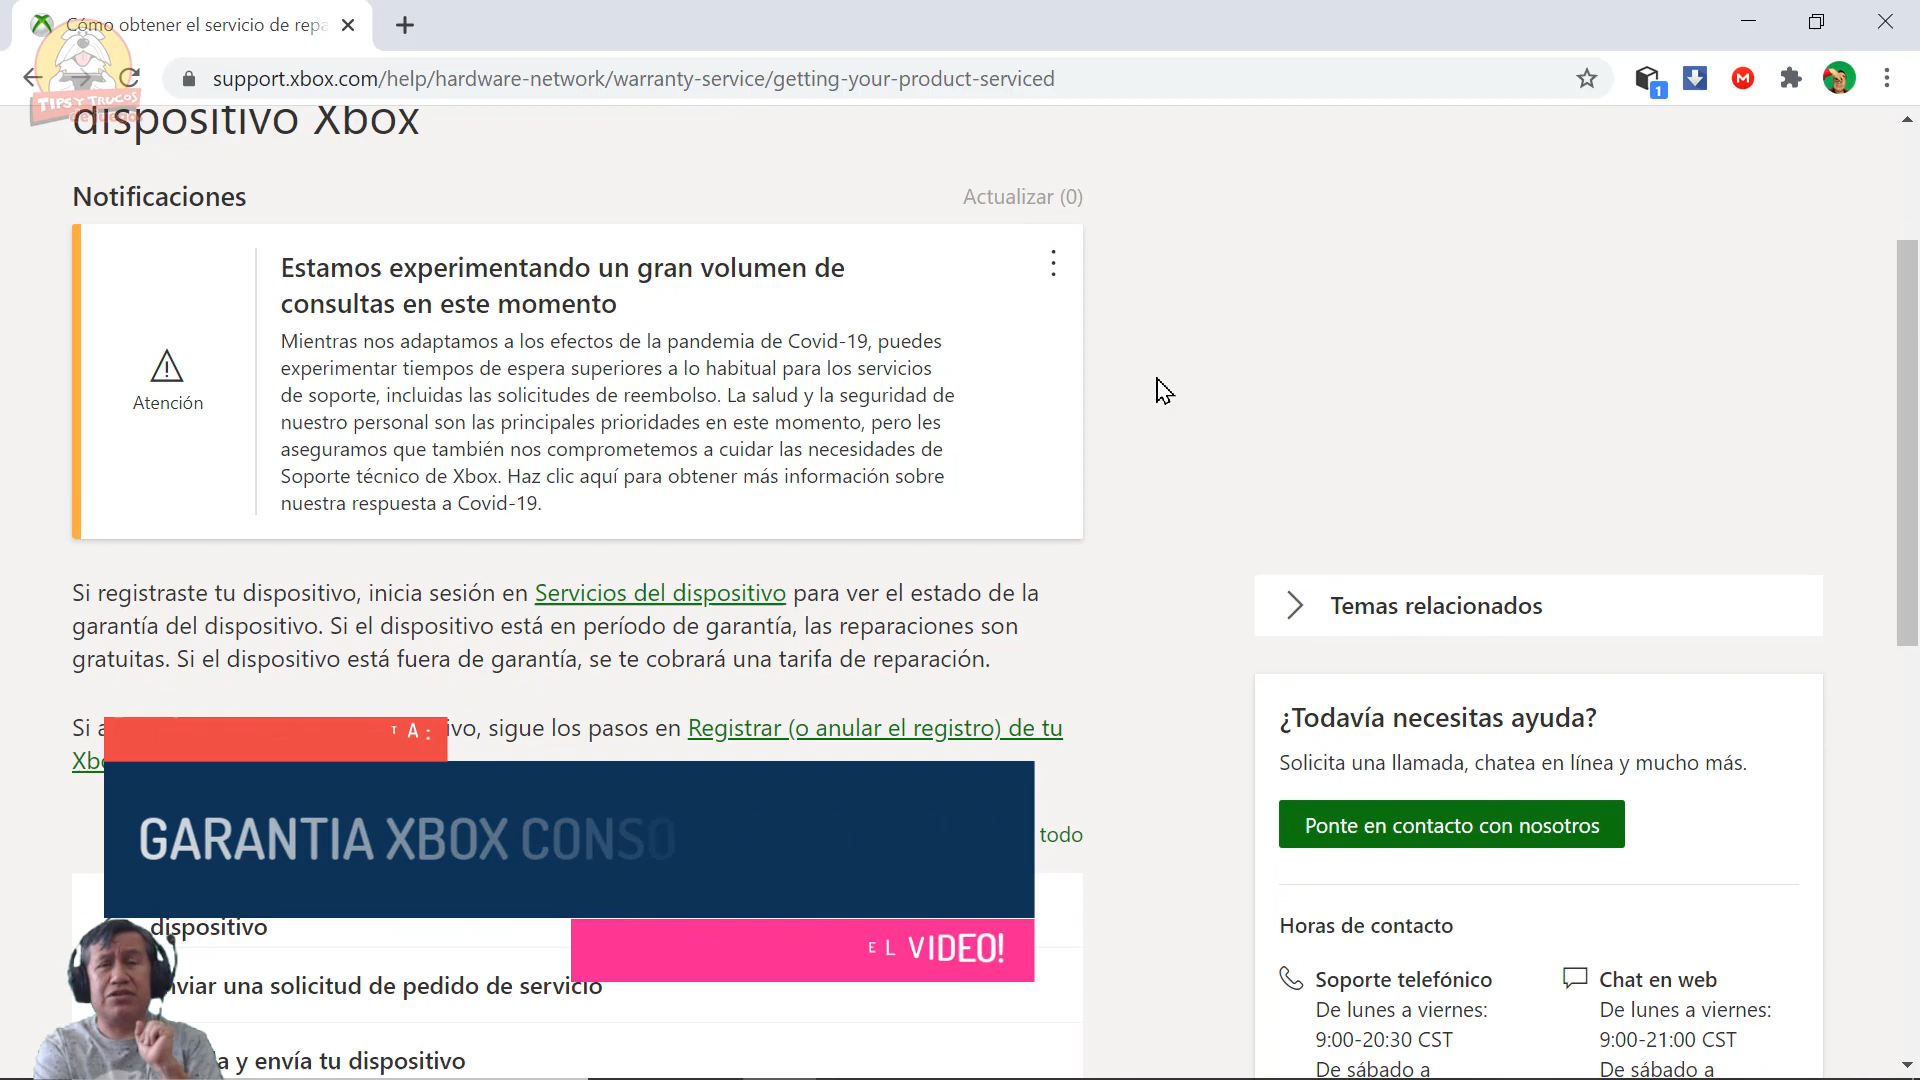 Cómo obtener el servicio de repa
support.xbox.com/help/hardware-network/warranty-service/getting-your-product-serviced
1
M
TIPS Y TRUCOS
de Juegos
dispositivo Xbox
Notificaciones
Actualizar (0)
Estamos experimentando un gran volumen de
consultas en este momento
Atención
Mientras nos adaptamos a los efectos de la pandemia de Covid-19, puedes
experimentar tiempos de espera superiores a lo habitual para los servicios
de soporte, incluidas las solicitudes de reembolso. La salud y la seguridad de
nuestro personal son las principales prioridades en este momento, pero les
aseguramos que también nos comprometemos a cuidar las necesidades de
Soporte técnico de Xbox. Haz clic aquí para obtener más información sobre
nuestra respuesta a Covid-19.
Si registraste tu dispositivo, inicia sesión en Servicios del dispositivo para ver el estado de la
garantía del dispositivo. Si el dispositivo está en período de garantía, las reparaciones son
gratuitas. Si el dispositivo está fuera de garantía, se te cobrará una tarifa de reparación.
Si a ivo, sigue los pasos en Registrar (o anular el registro) de tu
Xbo
TA:
GARANTIA XBOX CONSO
todo
EL VIDEO!
dispositivo
nviar una solicitud de pedido de servicio
a y envía tu dispositivo
Temas relacionados
¿Todavía necesitas ayuda?
Solicita una llamada, chatea en línea y mucho más.
Ponte en contacto con nosotros
Horas de contacto
Soporte telefónico
De lunes a viernes:
9:00-20:30 CST
De sábado a
Chat en web
De lunes a viernes:
9:00-21:00 CST
De sábado a